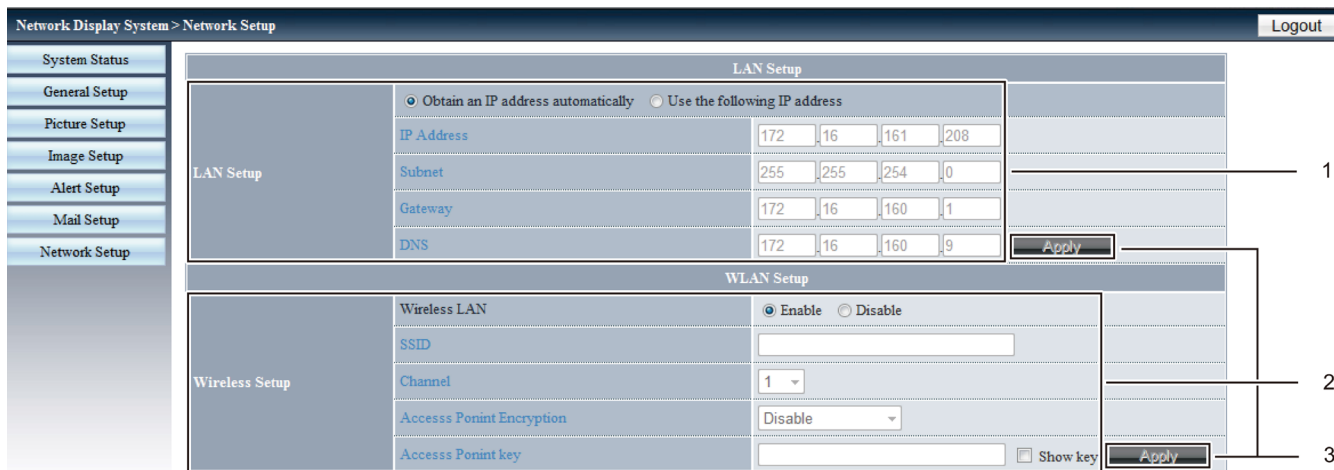 Network Display System > Network Setup
Logout
System Status
General Setup
Picture Setup
Image Setup
Alert Setup
Mail Setup
Network Setup
LAN Setup
LAN Setup
Obtain an IP address automatically Use the following IP address
IP Address 172 .16 .161 .208
Subnet 255 .255 .254 .0
1
Gateway 172 .16 .160 .1
DNS 172 .16 .160 .9 Apply
WLAN Setup
Wireless Setup
Wireless LAN Enable Disable
SSID
Channel 1
2
Accesss Ponint Encryption Disable
Accesss Ponint key Show key Apply
3